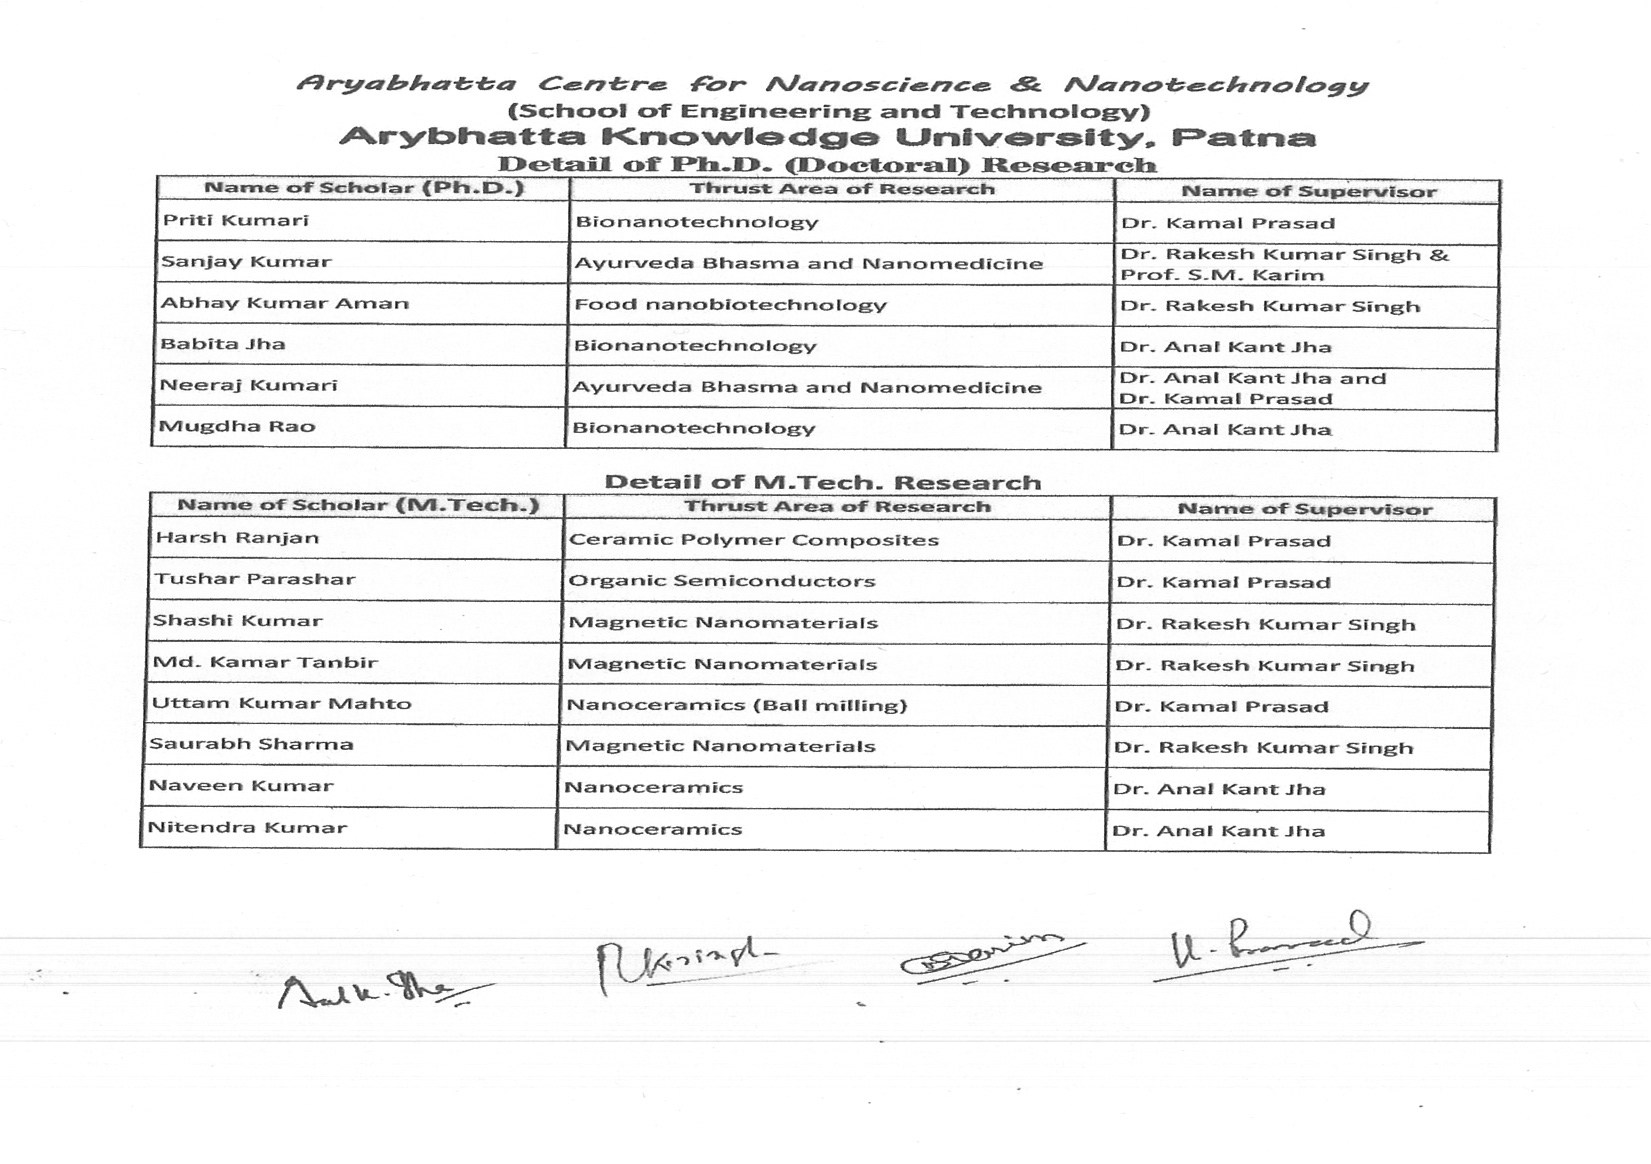 Aryabhatta Centre for Nanoscience & Nanotechnology
(School of Engineering and Technology)
Arybhatta Knowledge University, Patna
Detail of Ph.D. (Doctoral) Research
Name of Scholar (Ph.D.) Thrust Area of Research Name of Supervisor
Priti Kumari Bionanotechnology Dr. Kamal Prasad
Sanjay Kumar Ayurveda Bhasma and Nanomedicine Dr. Rakesh Kumar Singh &
Prof. S.M. Karim
Abhay Kumar Aman Food nanobiotechnology Dr. Rakesh Kumar Singh
Babita Jha Bionanotechnology Dr. Anal Kant Jha
Neeraj Kumari Ayurveda Bhasma and Nanomedicine Dr. Anal Kant Jha and
Dr. Kamal Prasad
Mugdha Rao Bionanotechnology Dr. Anal Kant Jha
Detail of M.Tech. Research
Name of Scholar (M.Tech.) Thrust Area of Research Name of Supervisor
Harsh Ranjan Ceramic Polymer Composites Dr. Kamal Prasad
Tushar Parashar Organic Semiconductors Dr. Kamal Prasad
Shashi Kumar Magnetic Nanomaterials Dr. Rakesh Kumar Singh
Md. Kamar Tanbir Magnetic Nanomaterials Dr. Rakesh Kumar Singh
Uttam Kumar Mahto Nanoceramics (Ball milling) Dr. Kamal Prasad
Saurabh Sharma Magnetic Nanomaterials Dr. Rakesh Kumar Singh
Naveen Kumar Nanoceramics Dr. Anal Kant Jha
Nitendra Kumar Nanoceramics Dr. Anal Kant Jha
K. Prasad